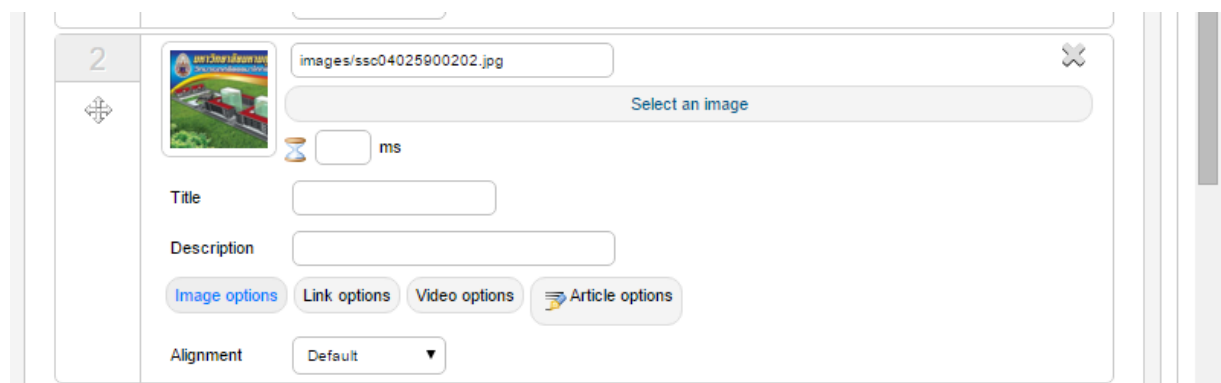 2
images/ssc04025900202.jpg
Select an image
ms
Title
Description
Image options Link options Video options Article options
Alignment Default